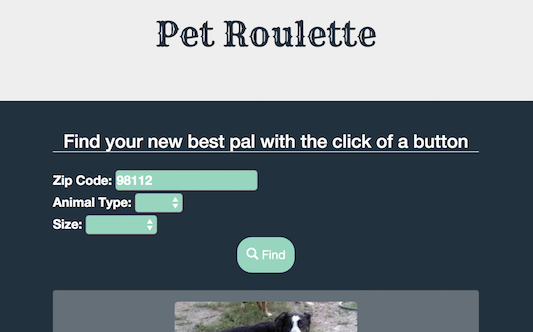 Pet Roulette
Find your new best pal with the click of a button
Zip Code: 98112
Animal Type:
Size:
Find